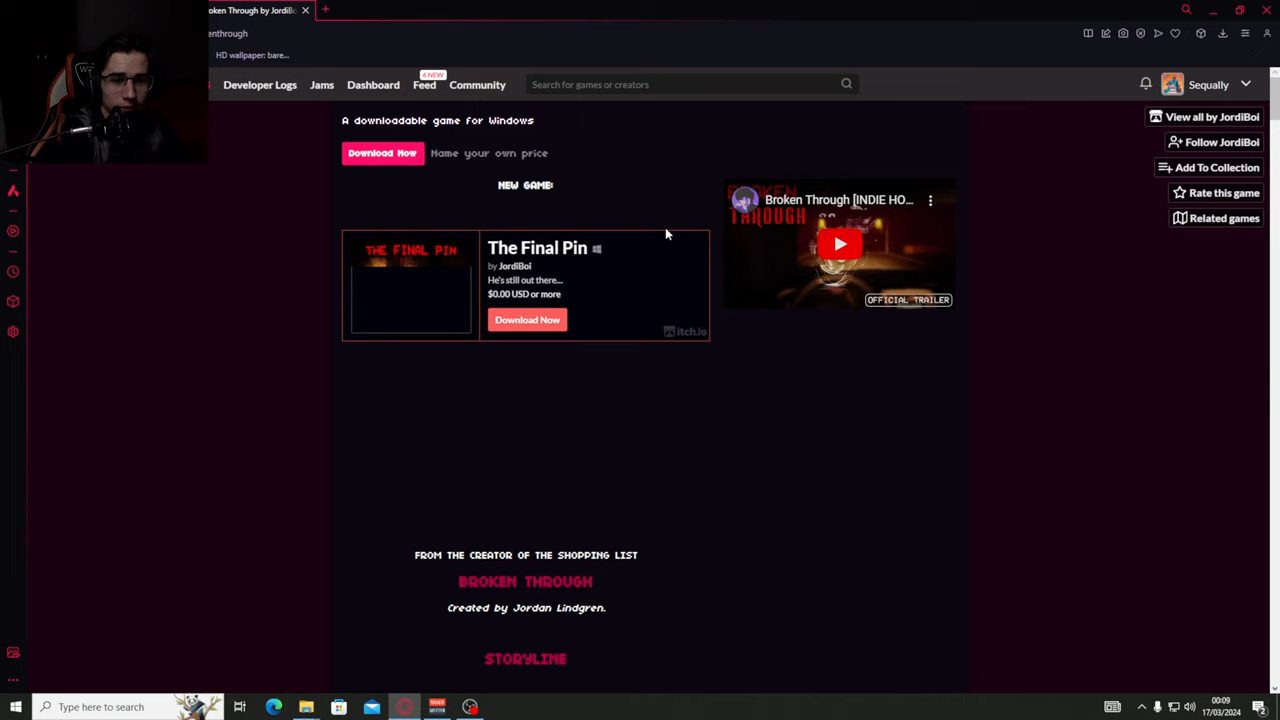 oken Through by JordiBo
enthrough
HD wallpaper: bare...
Developer Logs
Jams
Dashboard
Feed
6 NEW
Community
Search for games or creators
Sequally
A downloadable game for Windows
Download Now
Name your own price
NEW GAME:
THE FINAL PIN
The Final Pin
by JordiBoi
He's still out there...
$0.00 USD or more
Download Now
itch.io
BROKEN
THROUGH
Broken Through [INDIE HO...
OFFICIAL TRAILER
View all by JordiBoi
Follow JordiBoi
Add To Collection
Rate this game
Related games
FROM THE CREATOR OF THE SHOPPING LIST
BROKEN THROUGH
Created by Jordan Lindgren.
STORYLINE
Type here to search
00:09
17/03/2024
2